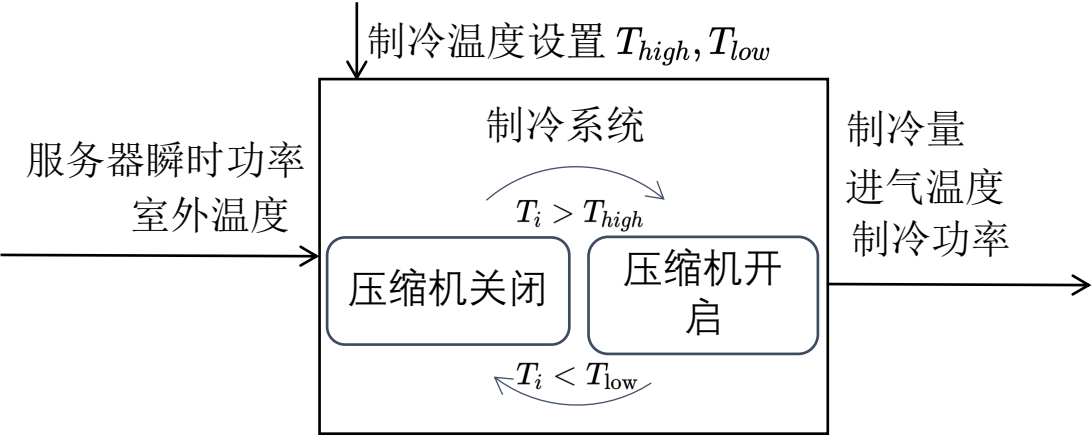 制冷温度设置 T_{high}, T_{low}
制冷系统
服务器瞬时功率
室外温度
T_i > T_{high}
压缩机关闭
压缩机开
启
T_i < T_{low}
制冷量
进气温度
制冷功率